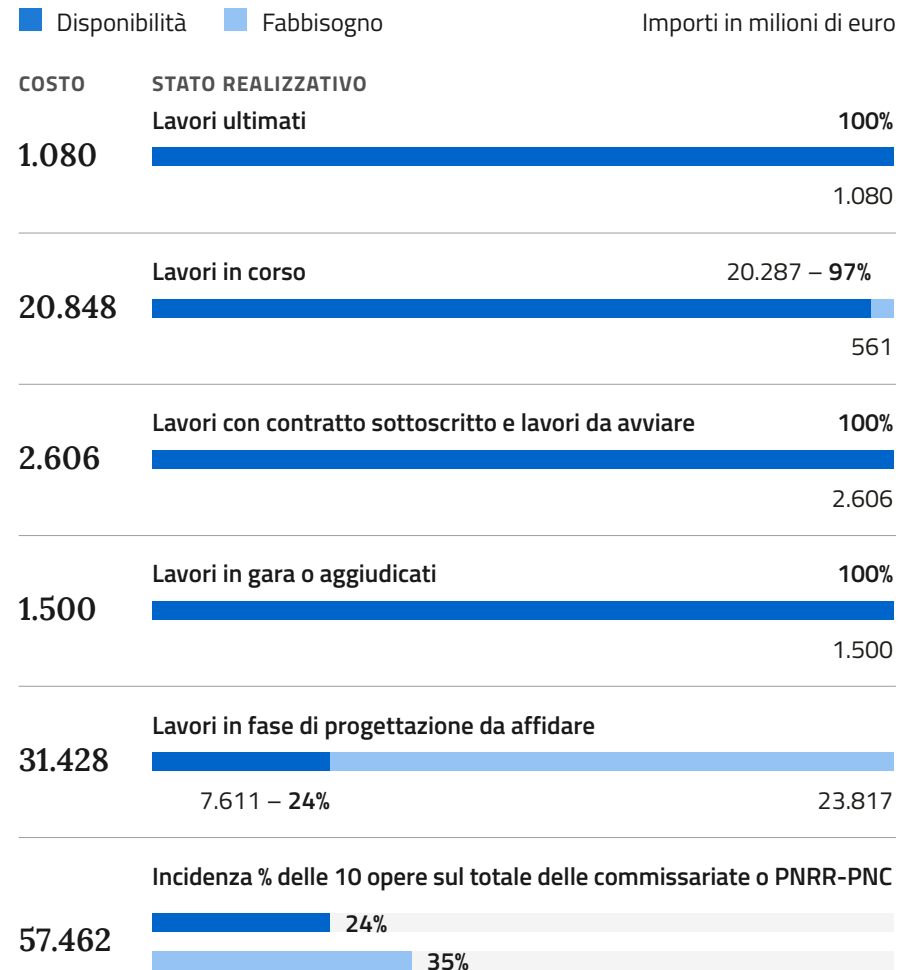 Disponibilità Fabbisogno Importi in milioni di euro
COSTO STATO REALIZZATIVO
Lavori ultimati 100%
1.080
1.080
Lavori in corso 20.287 – 97%
20.848
561
Lavori con contratto sottoscritto e lavori da avviare 100%
2.606
2.606
Lavori in gara o aggiudicati 100%
1.500
1.500
Lavori in fase di progettazione da affidare
31.428
7.611 – 24% 23.817
Incidenza % delle 10 opere sul totale delle commissariate o PNRR-PNC
24%
57.462
35%